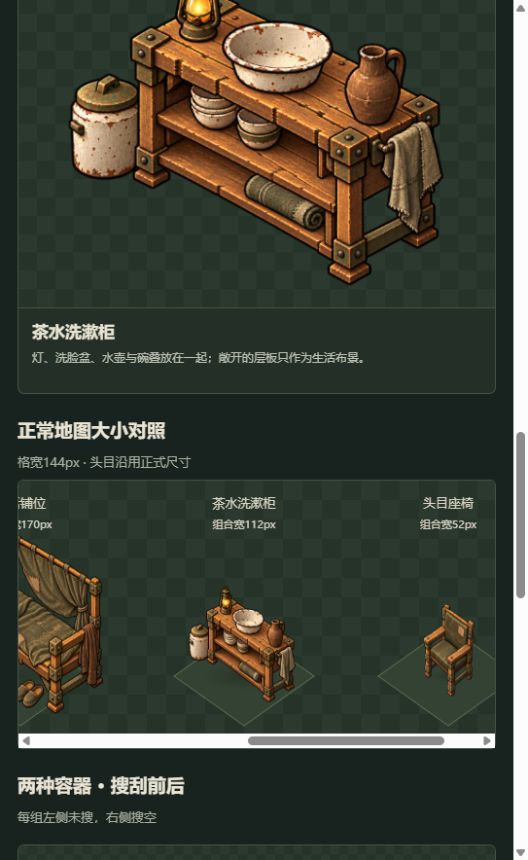 茶水洗漱柜
灯、洗脸盆、水壶与碗叠放在一起；敞开的层板只作为生活布景。
正常地图大小对照
格宽144px · 头目沿用正式尺寸
铺位
茶水洗漱柜
头目座椅
170px
组合宽112px
组合宽52px
两种容器 · 搜刮前后
每组左侧未搜，右侧搜空